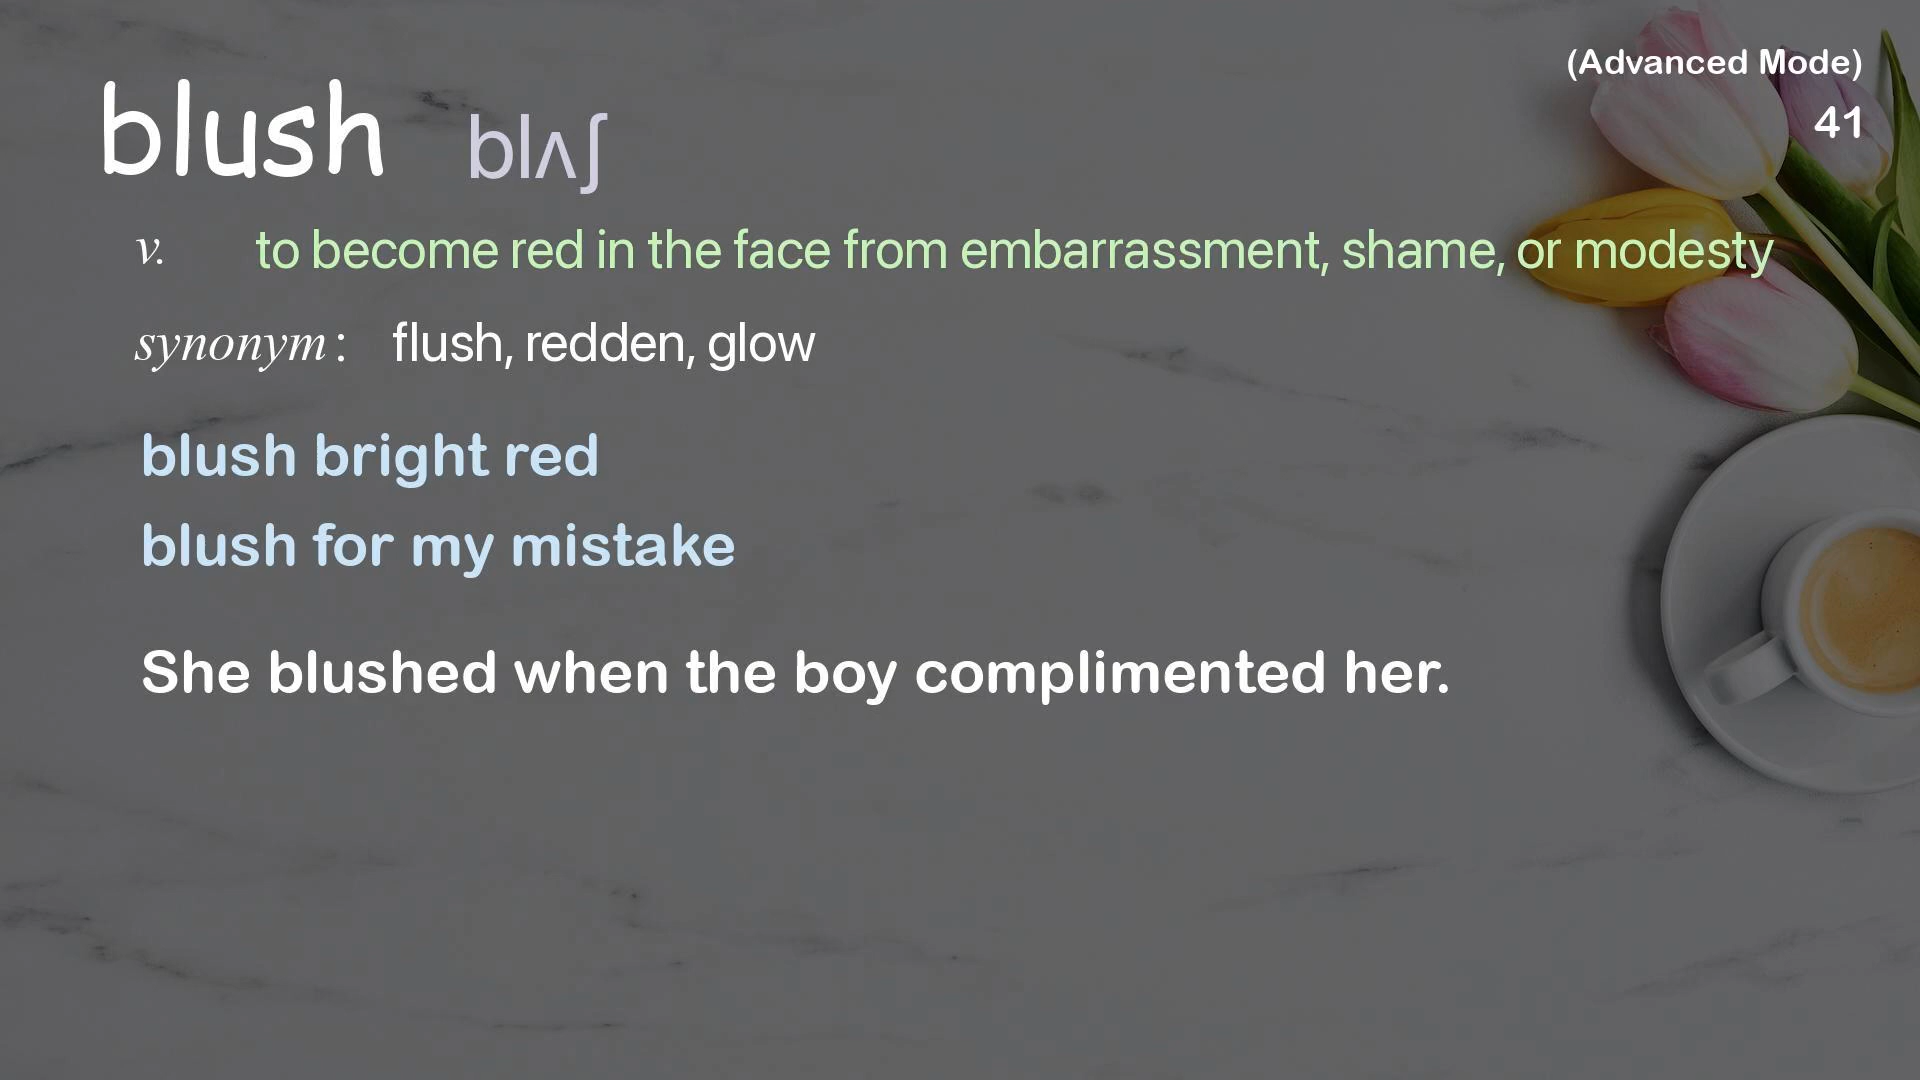 (Advanced Mode)
41
blush blʌʃ
v. to become red in the face from embarrassment, shame, or modesty
synonym: flush, redden, glow
blush bright red
blush for my mistake
She blushed when the boy complimented her.